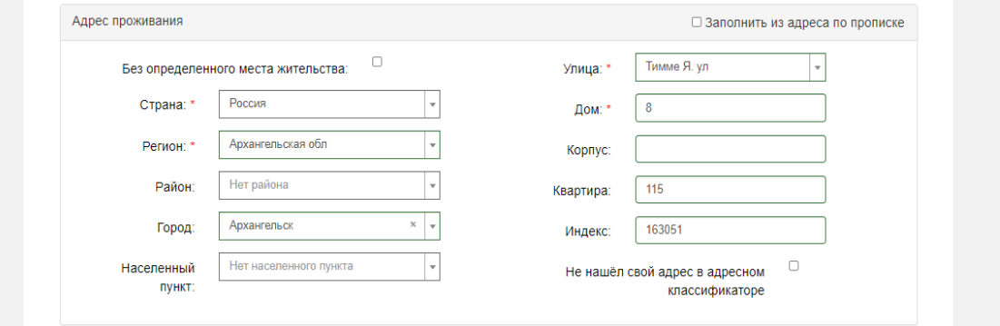 Адрес проживания
Заполнить из адреса по прописке
Без определенного места жительства:
Страна: * Россия
Регион: * Архангельская обл
Район: Нет района
Город: Архангельск ×
Населенный пункт: Нет населенного пункта
Улица: * Тимме Я. ул
Дом: * 8
Корпус:
Квартира: 115
Индекс: 163051
Не нашёл свой адрес в адресном
классификаторе